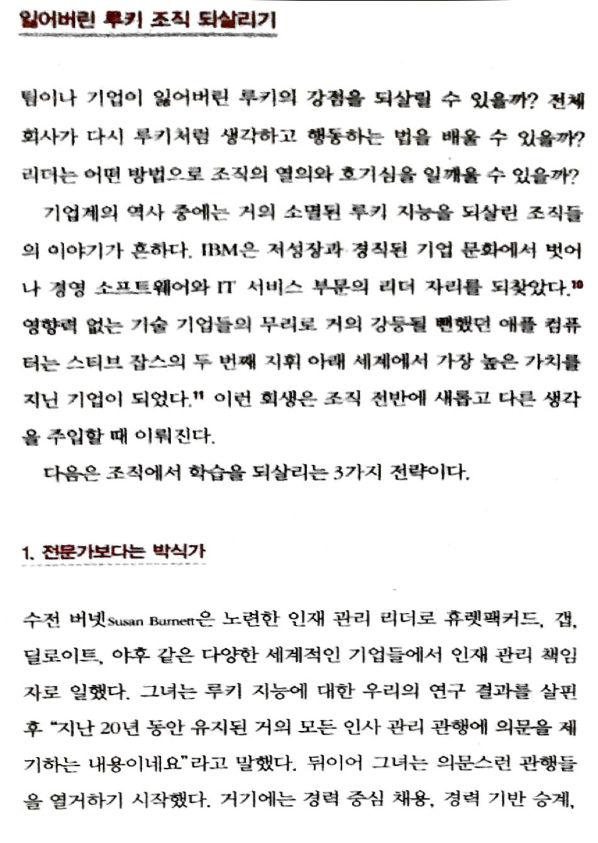 잃어버린 루키 조직 되살리기
팀이나 기업이 잃어버린 루키의 강점을 되살릴 수 있을까? 전체
회사가 다시 루키처럼 생각하고 행동하는 법을 배울 수 있을까?
리더는 어떤 방법으로 조직의 열의와 호기심을 일깨울 수 있을까?
기업계의 역사 중에는 거의 소멸된 루키 지능을 되살린 조직들
의 이야기가 흔하다. IBM은 저성장과 경직된 기업 문화에서 벗어
나 경영 소프트웨어와 IT 서비스 부문의 리더 자리를 되찾았다.10
영향력 없는 기술 기업들의 무리로 거의 강등될 뻔했던 애플 컴퓨
터는 스티브 잡스의 두 번째 지휘 아래 세계에서 가장 높은 가치를
지닌 기업이 되었다.11 이런 회생은 조직 전반에 새롭고 다른 생각
을 주입할 때 이뤄진다.
다음은 조직에서 학습을 되살리는 3가지 전략이다.
1. 전문가보다는 박식가
수전 버넷Susan Burnett은 노련한 인재 관리 리더로 휴렛팩커드, 갭,
딜로이트, 야후 같은 다양한 세계적인 기업들에서 인재 관리 책임
자로 일했다. 그녀는 루키 지능에 대한 우리의 연구 결과를 살핀
후 “지난 20년 동안 유지된 거의 모든 인사 관리 관행에 의문을 제
기하는 내용이네요”라고 말했다. 뒤이어 그녀는 의문스런 관행들
을 열거하기 시작했다. 거기에는 경력 중심 채용, 경력 기반 승계,